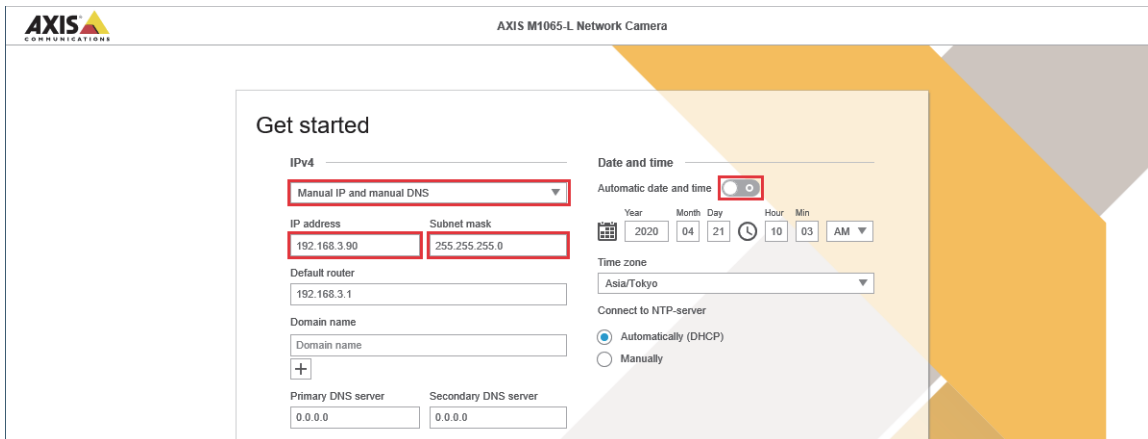 AXIS
COMMUNICATIONS
AXIS M1065-L Network Camera
Get started
IPv4
Manual IP and manual DNS
IP address Subnet mask
192.168.3.90 255.255.255.0
Default router
192.168.3.1
Domain name
Domain name
Primary DNS server Secondary DNS server
0.0.0.0 0.0.0.0
Date and time
Automatic date and time
Year Month Day Hour Min
2020 04 21 10 03 AM
Time zone
Asia/Tokyo
Connect to NTP-server
Automatically (DHCP)
Manually